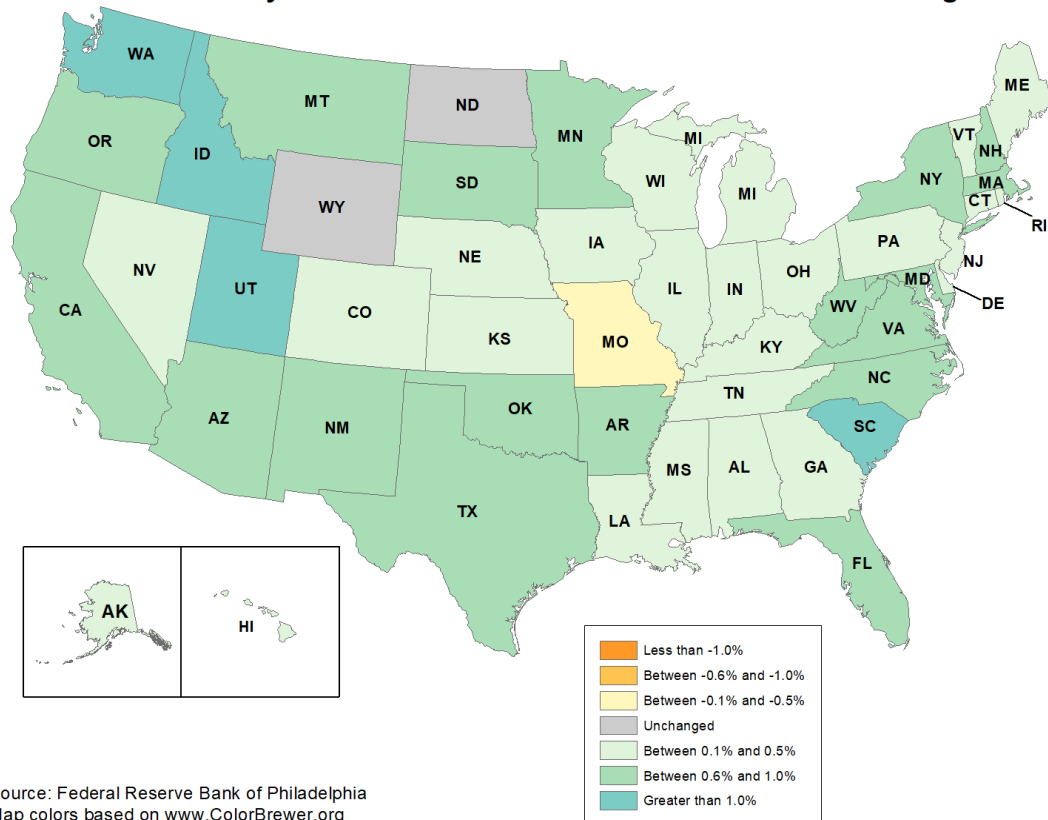 WA
MT
ND
MN
ME
OR
ID
SD
WI
MI
MI
VT
NH
NY
MA
CT
RI
WY
NE
IA
PA
NJ
NV
UT
CO
IL
IN
OH
MD
DE
CA
KS
MO
KY
WV
VA
AZ
NM
OK
AR
TN
NC
SC
TX
LA
MS
AL
GA
FL
AK
HI
Less than -1.0%
Between -0.6% and -1.0%
Between -0.1% and -0.5%
Unchanged
Between 0.1% and 0.5%
Between 0.6% and 1.0%
Greater than 1.0%
ource: Federal Reserve Bank of Philadelphia
ap colors based on www.ColorBrewer.org